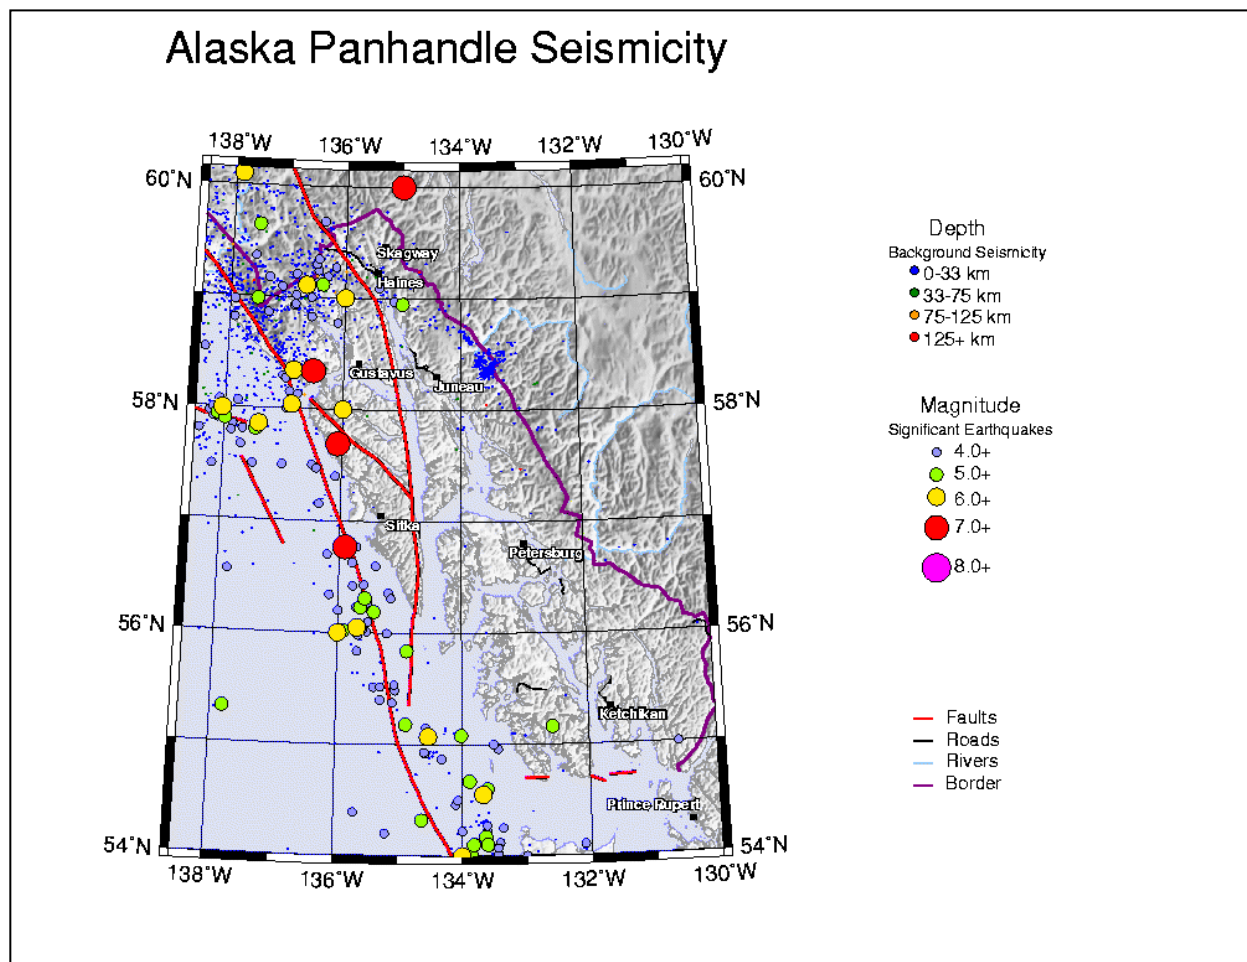 Alaska Panhandle Seismicity
138˚W 136˚W 134˚W 132˚W 130˚W
60˚N 60˚N
Skagway
Haines
Gustavus
Juneau
58˚N 58˚N
Sitka
Petersburg
56˚N 56˚N
Ketchikan
Prince Rupert
54˚N 54˚N
138˚W 136˚W 134˚W 132˚W 130˚W
Depth
Background Seismicity
0-33 km
33-75 km
75-125 km
125+ km
Magnitude
Significant Earthquakes
4.0+
5.0+
6.0+
7.0+
8.0+
Faults
Roads
Rivers
Border